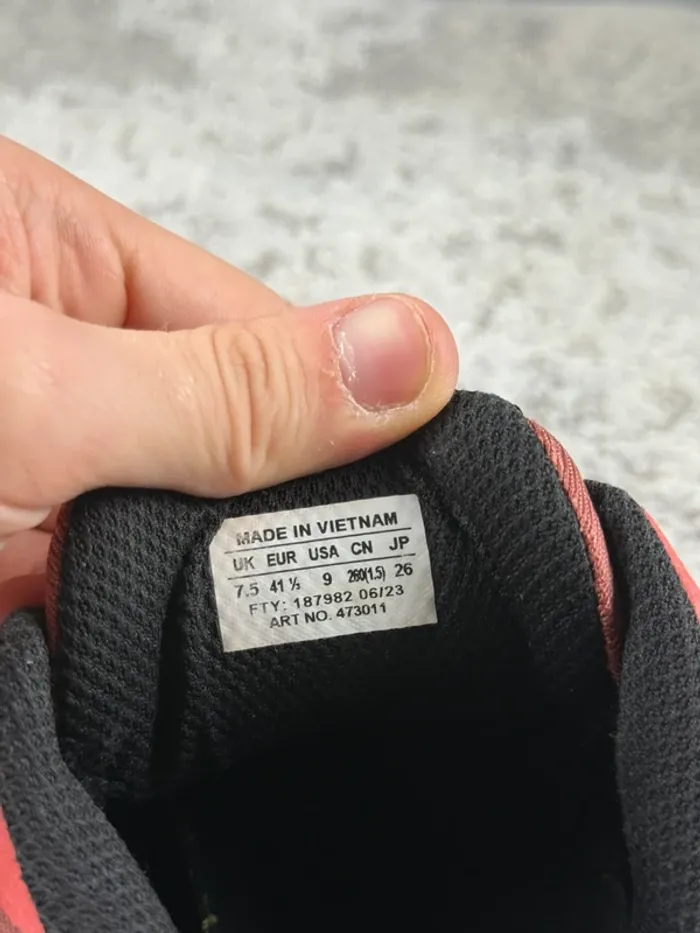 MADE IN VIETNAM
UK EUR USA CN JP
7.5 41 ⅓ 9 260(1.5) 26
FTY: 187982 06/23
ART NO. 473011